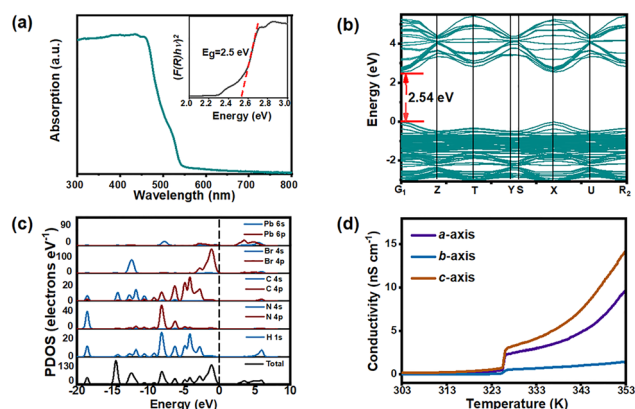 (a)
Absorption (a.u.)
300 400 500 600 700 800
Wavelength (nm)
(F(R)hν)²
Eg=2.5 eV
2.0 2.2 2.4 2.6 2.8 3.0
Energy (eV)
(b)
Energy (eV)
4
2
0
-2
2.54 eV
G₁ Z T Y S X U R₂
(c)
PDOS (electrons eV⁻¹)
90
0
Pb 6s
Pb 6p
100
0
Br 4s
Br 4p
20
0
C 4s
C 4p
40
0
N 4s
N 4p
20
0
H 1s
130
0
Total
-20 -15 -10 -5 0 5 10
Energy (eV)
(d)
Conductivity (nS cm⁻¹)
15
10
5
0
a-axis
b-axis
c-axis
303 313 323 333 343 353
Temperature (K)